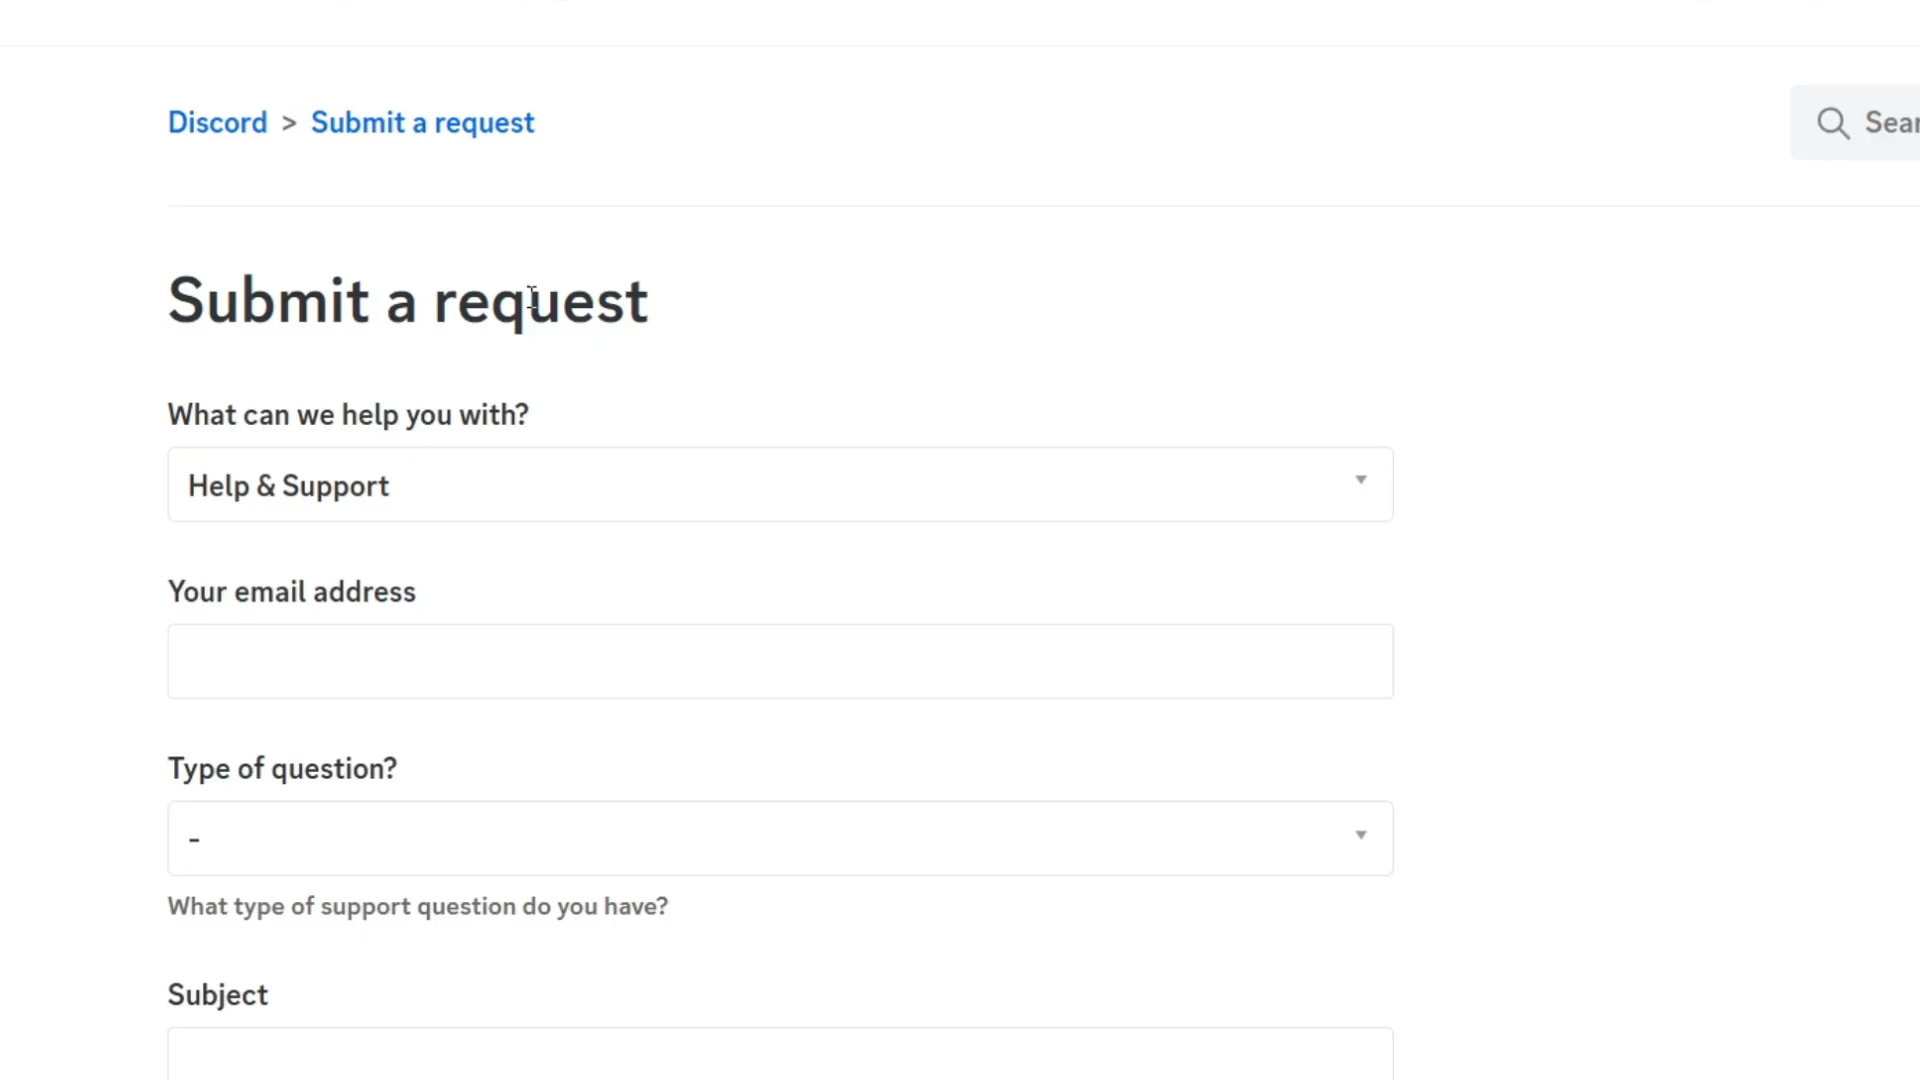 Discord > Submit a request
Submit a request
What can we help you with?
Help & Support
Your email address
Type of question?
-
What type of support question do you have?
Subject